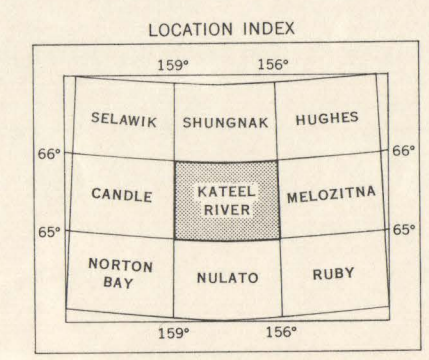 LOCATION INDEX
159° 156°
SELAWIK SHUNGNAK HUGHES
66° 66°
CANDLE KATEEL RIVER MELOZITNA
65° 65°
NORTON BAY NULATO RUBY
159° 156°